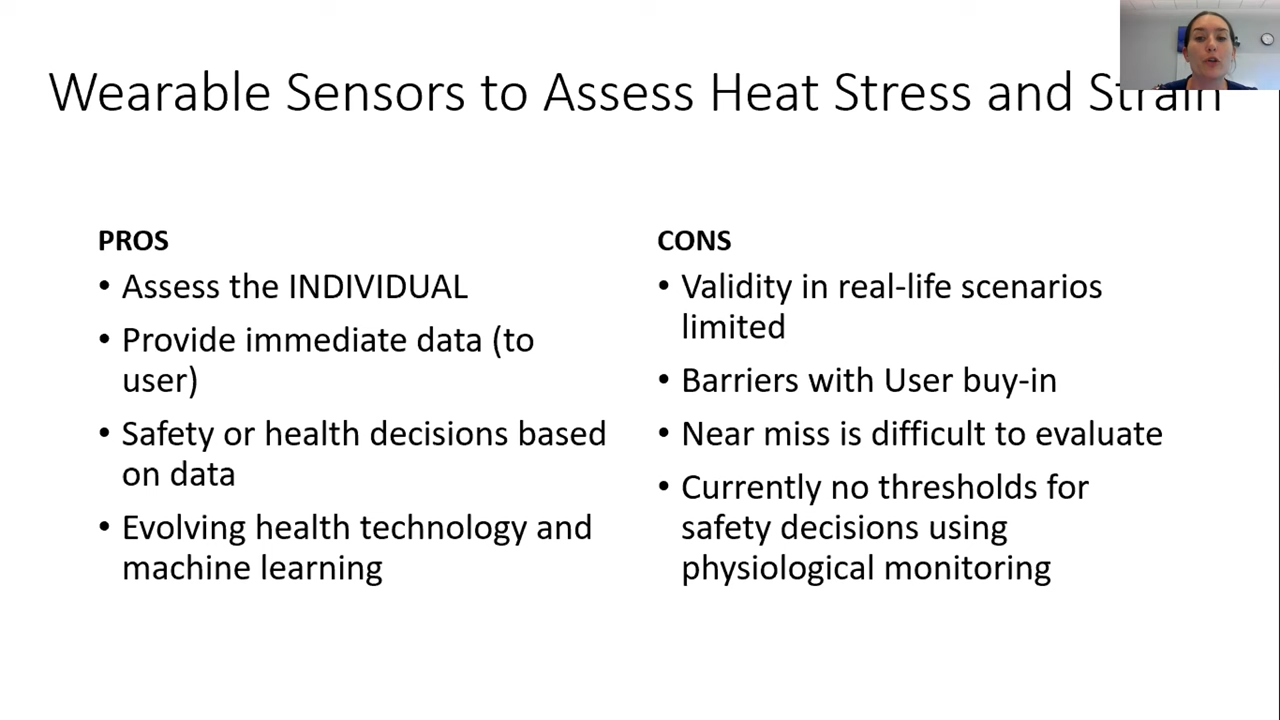 Wearable Sensors to Assess Heat Stress and Strain
PROS
• Assess the INDIVIDUAL
• Provide immediate data (to
user)
• Safety or health decisions based
on data
• Evolving health technology and
machine learning
CONS
• Validity in real-life scenarios
limited
• Barriers with User buy-in
• Near miss is difficult to evaluate
• Currently no thresholds for
safety decisions using
physiological monitoring